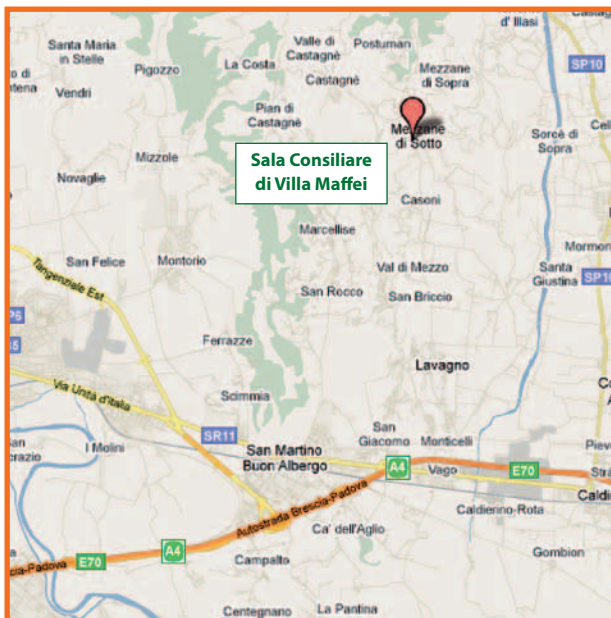 d' Illasi
Castagn
Santa Maria
in Stelle
Valle di
Castagnè
Postuman
Pigozzo
La Costa
Castagnè
Mezzane
di Sopra
SP10
Vendri
Pian di
Castagnè
Mezzane
di Sotto
Sorcè di
Sopra
Mizzole
Sala Consiliare
di Villa Maffei
Novaglie
Casoni
Marcellise
Mormon
San Felice
Montorio
Val di Mezzo
Santa
Giustina
SP10
Tangenziale Est
San Rocco
San Briccio
Ferrazze
Lavagno
Via Unità d'Italia
Scimmia
SR11
San
Giacomo
Monticelli
I Molini
San Martino
Buon Albergo
A4
Vago
E70
Caldi
Autostrada Brescia-Padova
Caldierino-Rota
Ca' dell'Aglio
Gombion
A4
E70
Campalto
scia-Padova
Centegnano
La Pantina